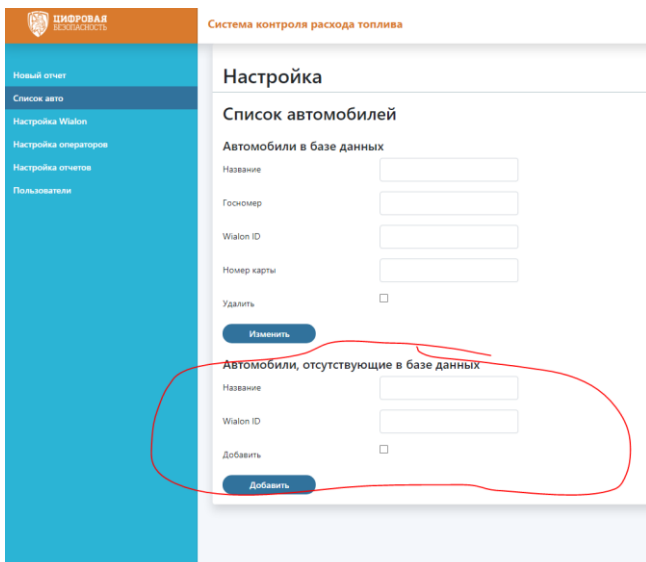 ЦИФРОВАЯ
БЕЗОПАСНОСТЬ
Система контроля расхода топлива
Новый отчет
Список авто
Настройка Wialon
Настройка операторов
Настройка отчетов
Пользователи
Настройка
Список автомобилей
Автомобили в базе данных
Название
Госномер
Wialon ID
Номер карты
Удалить
Изменить
Автомобили, отсутствующие в базе данных
Название
Wialon ID
Добавить
Добавить